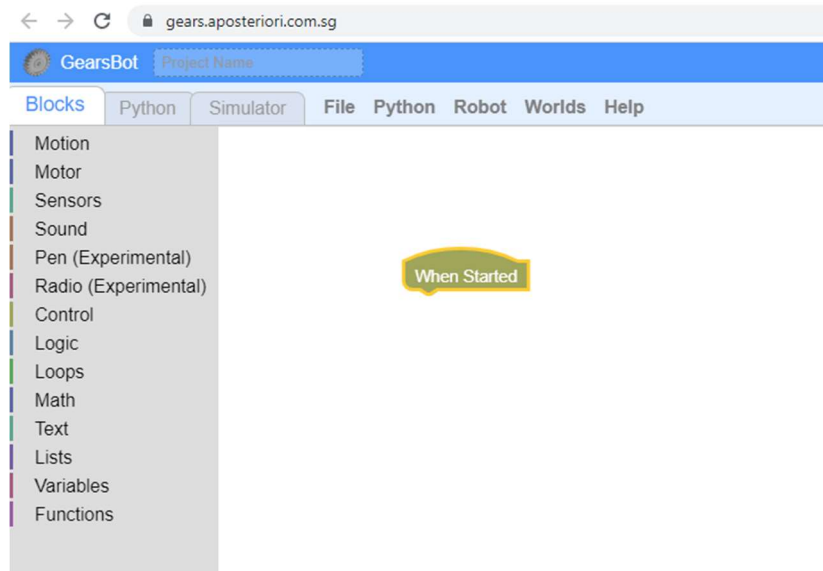 gears.aposteriori.com.sg
GearsBot Project Name
Blocks Python Simulator File Python Robot Worlds Help
Motion
Motor
Sensors
Sound
Pen (Experimental)
Radio (Experimental)
Control
Logic
Loops
Math
Text
Lists
Variables
Functions
When Started